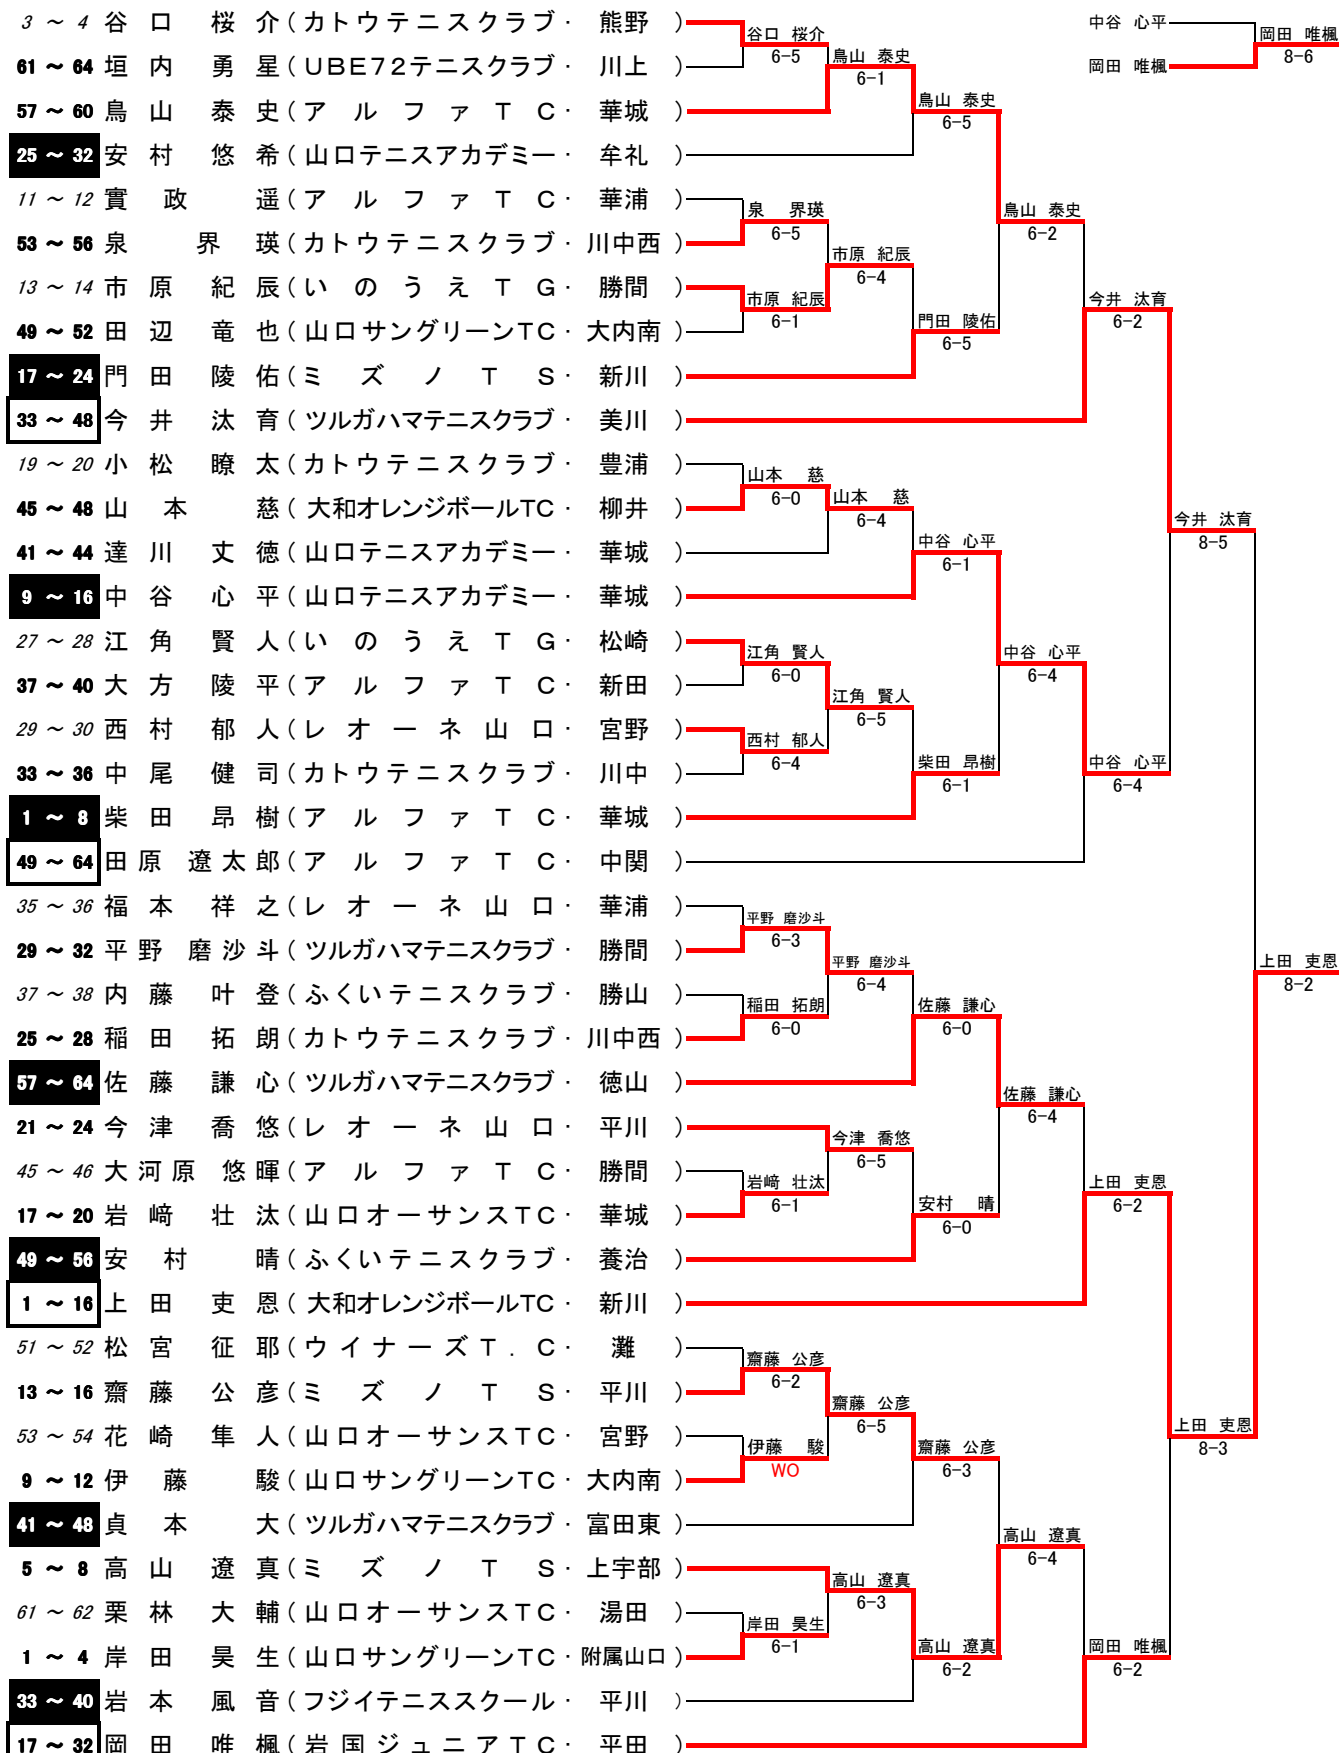 3 ～ 4 谷口 桜介(カトウテニスクラブ・ 熊野 )
61 ～ 64 垣内 勇星(UBE72テニスクラブ・ 川上 )
57 ～ 60 鳥山 泰史(アルファTC・ 華城 )
25 ～ 32 安村 悠希(山口テニスアカデミー・ 牟礼 )
11 ～ 12 實政 遥(アルファTC・ 華浦 )
53 ～ 56 泉 界瑛(カトウテニスクラブ・ 川中西 )
13 ～ 14 市原 紀辰(いのうえTG・ 勝間 )
49 ～ 52 田辺 竜也(山口サングリーンTC・ 大内南 )
17 ～ 24 門田 陵佑(ミズノTS・ 新川 )
33 ～ 48 今井 汰育(ツルガハマテニスクラブ・ 美川 )
19 ～ 20 小松 暸太(カトウテニスクラブ・ 豊浦 )
45 ～ 48 山本 慈(大和オレンジボールTC・ 柳井 )
41 ～ 44 達川 丈徳(山口テニスアカデミー・ 華城 )
9 ～ 16 中谷 心平(山口テニスアカデミー・ 華城 )
27 ～ 28 江角 賢人(いのうえTG・ 松崎 )
37 ～ 40 大方 陵平(アルファTC・ 新田 )
29 ～ 30 西村 郁人(レオーネ山口・ 宮野 )
33 ～ 36 中尾 健司(カトウテニスクラブ・ 川中 )
1 ～ 8 柴田 昂樹(アルファTC・ 華城 )
49 ～ 64 田原 遼太郎(アルファTC・ 中関 )
35 ～ 36 福本 祥之(レオーネ山口・ 華浦 )
29 ～ 32 平野 磨沙斗(ツルガハマテニスクラブ・ 勝間 )
37 ～ 38 内藤 叶登(ふくいテニスクラブ・ 勝山 )
25 ～ 28 稲田 拓朗(カトウテニスクラブ・ 川中西 )
57 ～ 64 佐藤 謙心(ツルガハマテニスクラブ・ 徳山 )
21 ～ 24 今津 喬悠(レオーネ山口・ 平川 )
45 ～ 46 大河原 悠暉(アルファTC・ 勝間 )
17 ～ 20 岩﨑 壮汰(山口オーサンスTC・ 華城 )
49 ～ 56 安村 晴(ふくいテニスクラブ・ 養治 )
1 ～ 16 上田 吏恩(大和オレンジボールTC・ 新川 )
51 ～ 52 松宮 征耶(ウイナーズT．C・ 灘 )
13 ～ 16 齋藤 公彦(ミズノTS・ 平川 )
53 ～ 54 花崎 隼人(山口オーサンスTC・ 宮野 )
9 ～ 12 伊藤 駿(山口サングリーンTC・ 大内南 )
41 ～ 48 貞本 大(ツルガハマテニスクラブ・ 富田東 )
5 ～ 8 高山 遼真(ミズノTS・ 上宇部 )
61 ～ 62 栗林 大輔(山口オーサンスTC・ 湯田 )
1 ～ 4 岸田 昊生(山口サングリーンTC・ 附属山口 )
33 ～ 40 岩本 風音(フジイテニススクール・ 平川 )
17 ～ 32 岡田 唯楓(岩国ジュニアTC・ 平田 )
谷口 桜介
6-5
泉 界瑛
6-5
市原 紀辰
6-1
山本 慈
6-0
江角 賢人
6-0
西村 郁人
6-4
平野 磨沙斗
6-3
稲田 拓朗
6-0
岩﨑 壮汰
6-1
齋藤 公彦
6-2
伊藤 駿
WO
岸田 昊生
6-1
鳥山 泰史
6-1
市原 紀辰
6-4
山本 慈
6-4
江角 賢人
6-5
平野 磨沙斗
6-4
今津 喬悠
6-5
齋藤 公彦
6-5
高山 遼真
6-3
鳥山 泰史
6-5
門田 陵佑
6-5
中谷 心平
6-1
柴田 昂樹
6-1
佐藤 謙心
6-0
安村 晴
6-0
齋藤 公彦
6-3
高山 遼真
6-2
鳥山 泰史
6-2
中谷 心平
6-4
佐藤 謙心
6-4
高山 遼真
6-4
今井 汰育
6-2
中谷 心平
6-4
上田 吏恩
6-2
岡田 唯楓
6-2
今井 汰育
8-5
上田 吏恩
8-3
上田 吏恩
8-2
中谷 心平
岡田 唯楓
岡田 唯楓
8-6